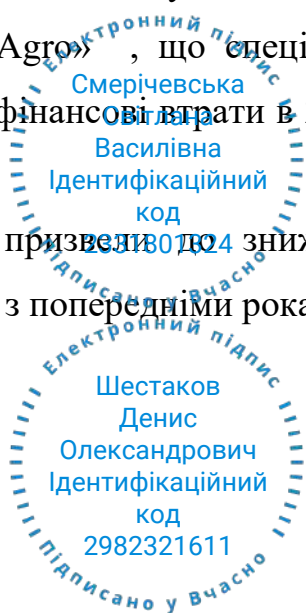 Agro» , що спеці
Електронний підпис
Смерічевська
Світлана
фінансові втрати в
Василівна
Ідентифікаційний
код
призвели до зниж
Підписано у Вчасно
з попередніми рока
Електронний підпис
Шестаков
Денис
Олександрович
Ідентифікаційний
код
2982321611
Підписано у Вчасно